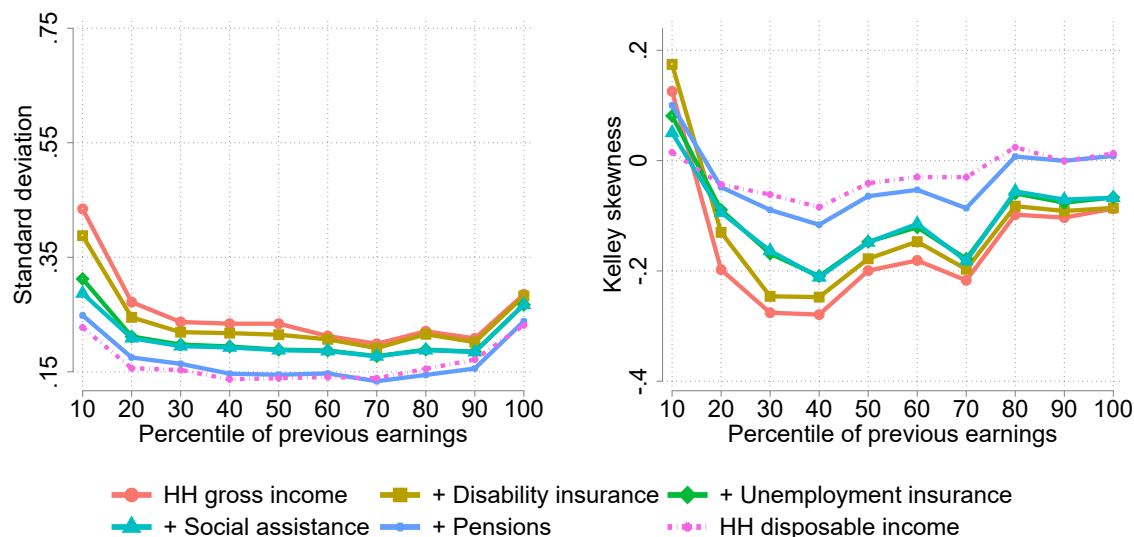 .75
.55
.35
.15
Standard deviation
10 20 30 40 50 60 70 80 90 100
Percentile of previous earnings
.2
0
-.2
-.4
Kelley skewness
10 20 30 40 50 60 70 80 90 100
Percentile of previous earnings
HH gross income + Disability insurance + Unemployment insurance
+ Social assistance + Pensions HH disposable income